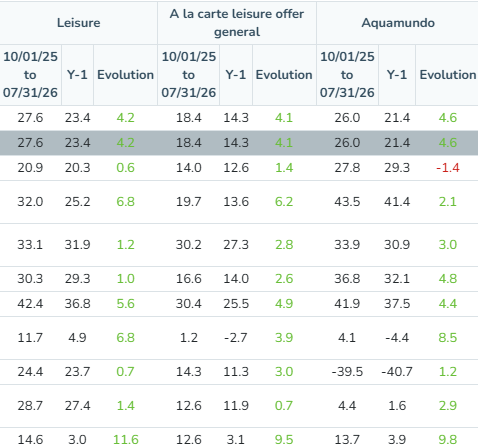 Leisure A la carte leisure offer general Aquamundo
10/01/25 to 07/31/26 Y-1 Evolution 10/01/25 to 07/31/26 Y-1 Evolution 10/01/25 to 07/31/26 Y-1 Evolution
27.6 23.4 4.2 18.4 14.3 4.1 26.0 21.4 4.6
27.6 23.4 4.2 18.4 14.3 4.1 26.0 21.4 4.6
20.9 20.3 0.6 14.0 12.6 1.4 27.8 29.3 -1.4
32.0 25.2 6.8 19.7 13.6 6.2 43.5 41.4 2.1
33.1 31.9 1.2 30.2 27.3 2.8 33.9 30.9 3.0
30.3 29.3 1.0 16.6 14.0 2.6 36.8 32.1 4.8
42.4 36.8 5.6 30.4 25.5 4.9 41.9 37.5 4.4
11.7 4.9 6.8 1.2 -2.7 3.9 4.1 -4.4 8.5
24.4 23.7 0.7 14.3 11.3 3.0 -39.5 -40.7 1.2
28.7 27.4 1.4 12.6 11.9 0.7 4.4 1.6 2.9
14.6 3.0 11.6 12.6 3.1 9.5 13.7 3.9 9.8